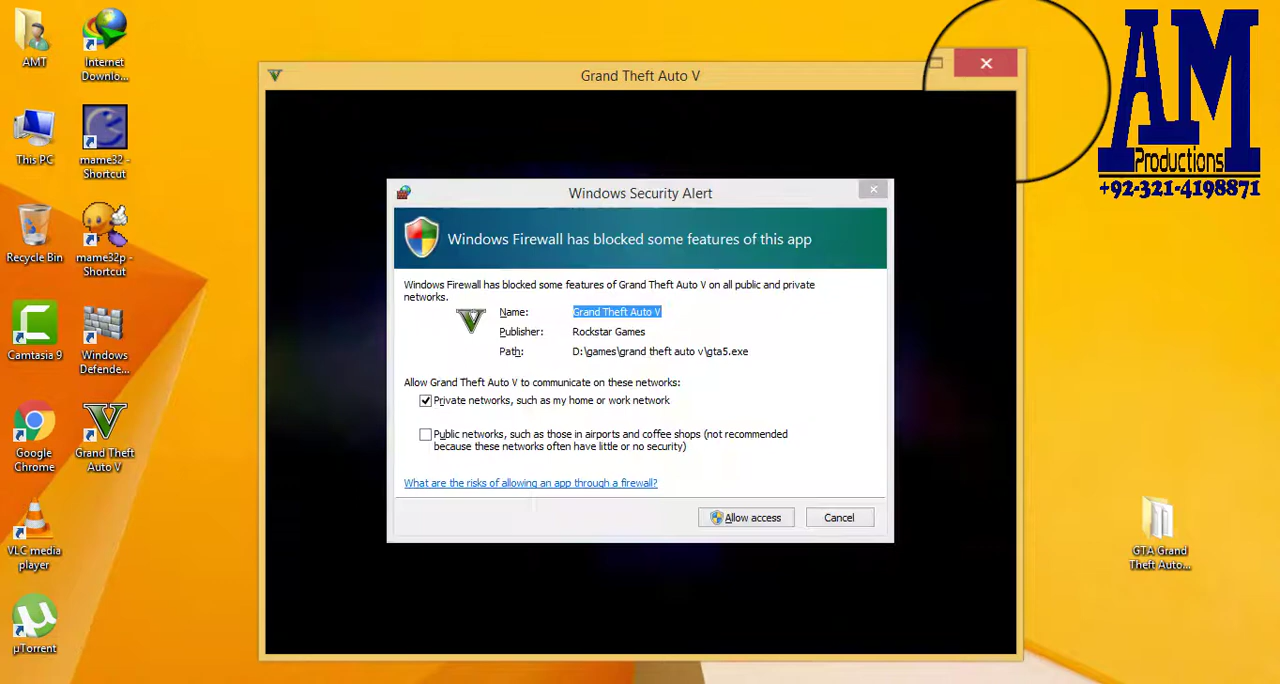 AMT
Internet
Downlo...
This PC
mame32 -
Shortcut
Recycle Bin
mame32p -
Shortcut
Camtasia 9
Windows
Defende...
Google
Chrome
Grand Theft
Auto V
VLC media
player
µTorrent
Grand Theft Auto V
Windows Security Alert
Windows Firewall has blocked some features of this app
Windows Firewall has blocked some features of Grand Theft Auto V on all public and private
networks.
Name: Grand Theft Auto V
Publisher: Rockstar Games
Path: D:\games\grand theft auto v\gta5.exe
Allow Grand Theft Auto V to communicate on these networks:
Private networks, such as my home or work network
Public networks, such as those in airports and coffee shops (not recommended
because these networks often have little or no security)
What are the risks of allowing an app through a firewall?
Allow access Cancel
AM
Productions
+92-321-4198871
GTA Grand
Theft Auto...